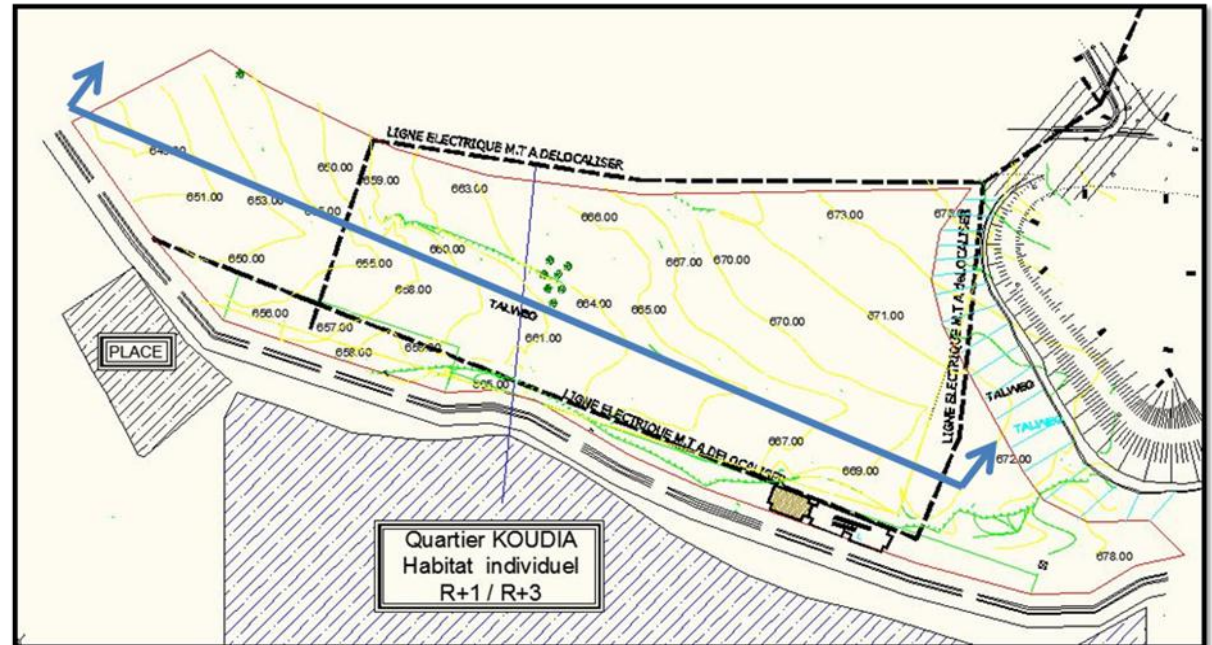 LIGNE ELECTRIQUE M.T A DELOCALISER
660.00
659.00
663.00
651.00
653.00
666.00
673.00
650.00
655.00
660.00
667.00
670.00
658.00
664.00
665.00
TALWEG
656.00
657.00
661.00
670.00
671.00
658.00
PLACE
LIGNE ELECTRIQUE M.T A DELOCALISER
LIGNE ELECTRIQUE M.T A deLOCALISER
TALWEG
TALWEG
667.00
669.00
672.00
678.00
Quartier KOUDIA
Habitat individuel
R+1 / R+3